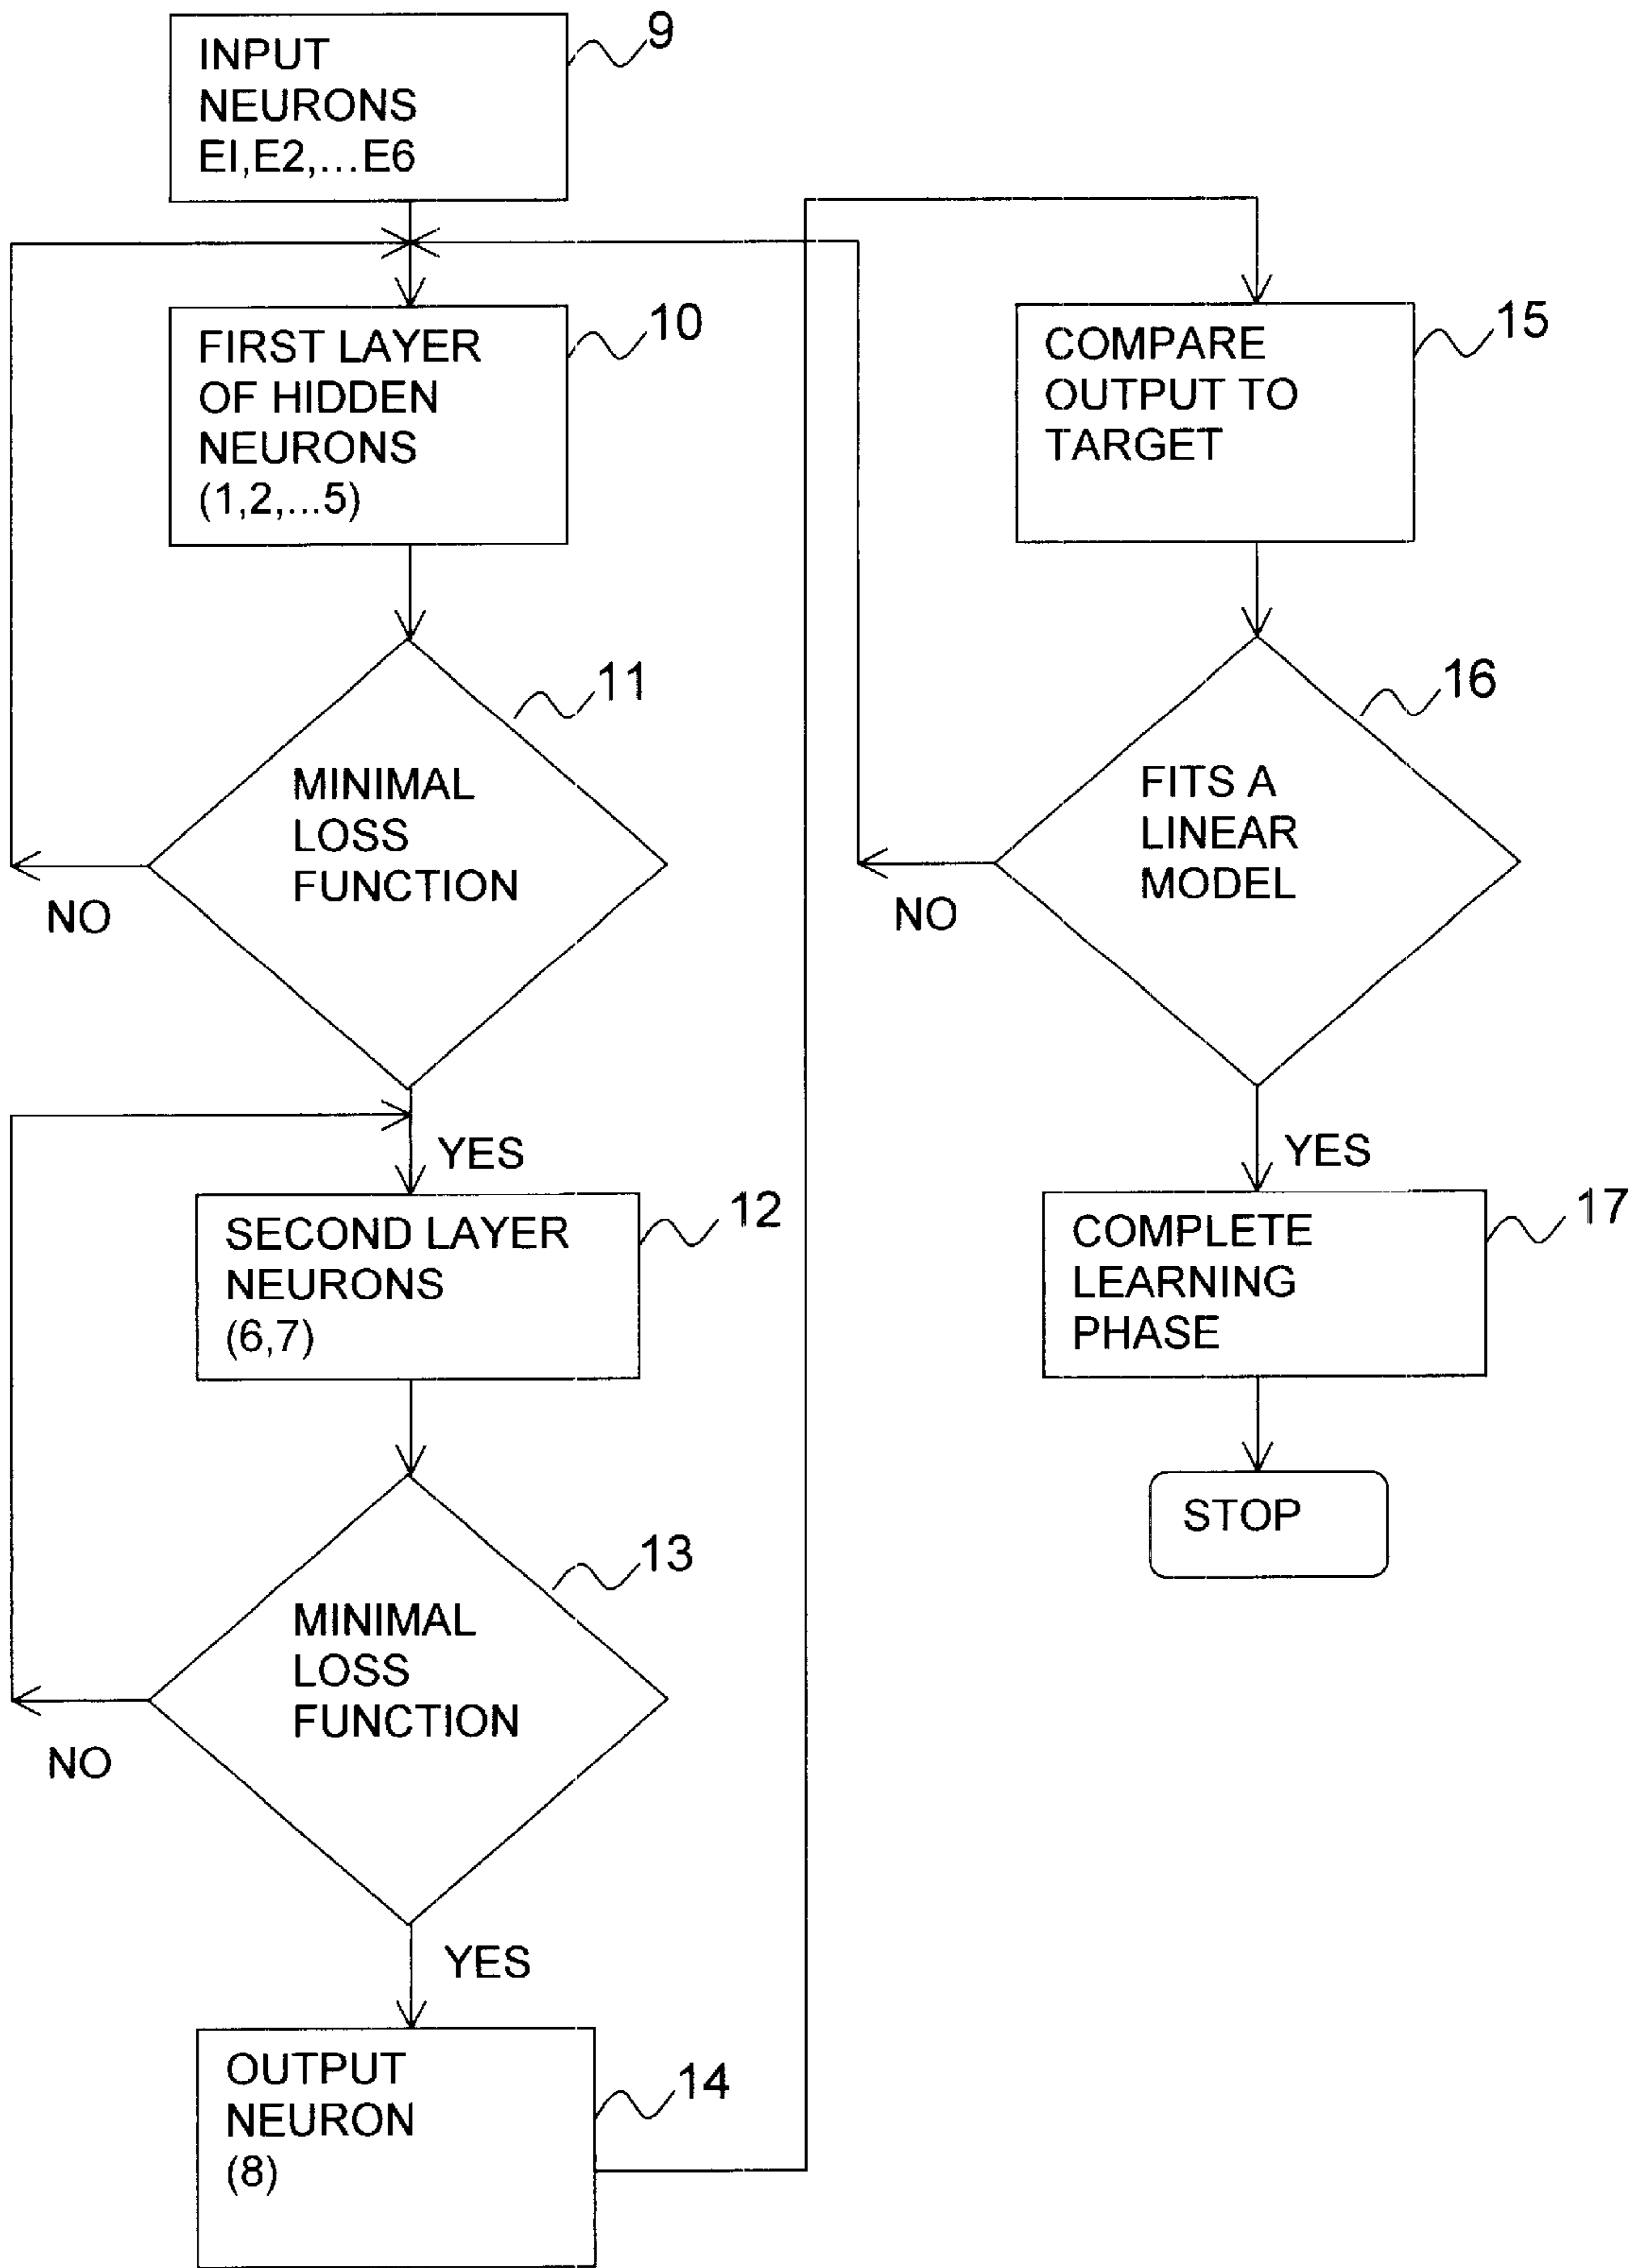 INPUT
NEURONS
EI,E2,...E6
9
FIRST LAYER
OF HIDDEN
NEURONS
(1,2,...5)
10
MINIMAL
LOSS
FUNCTION
11
NO
YES
SECOND LAYER
NEURONS
(6,7)
12
MINIMAL
LOSS
FUNCTION
13
NO
YES
OUTPUT
NEURON
(8)
14
COMPARE
OUTPUT TO
TARGET
15
FITS A
LINEAR
MODEL
16
NO
YES
COMPLETE
LEARNING
PHASE
17
STOP